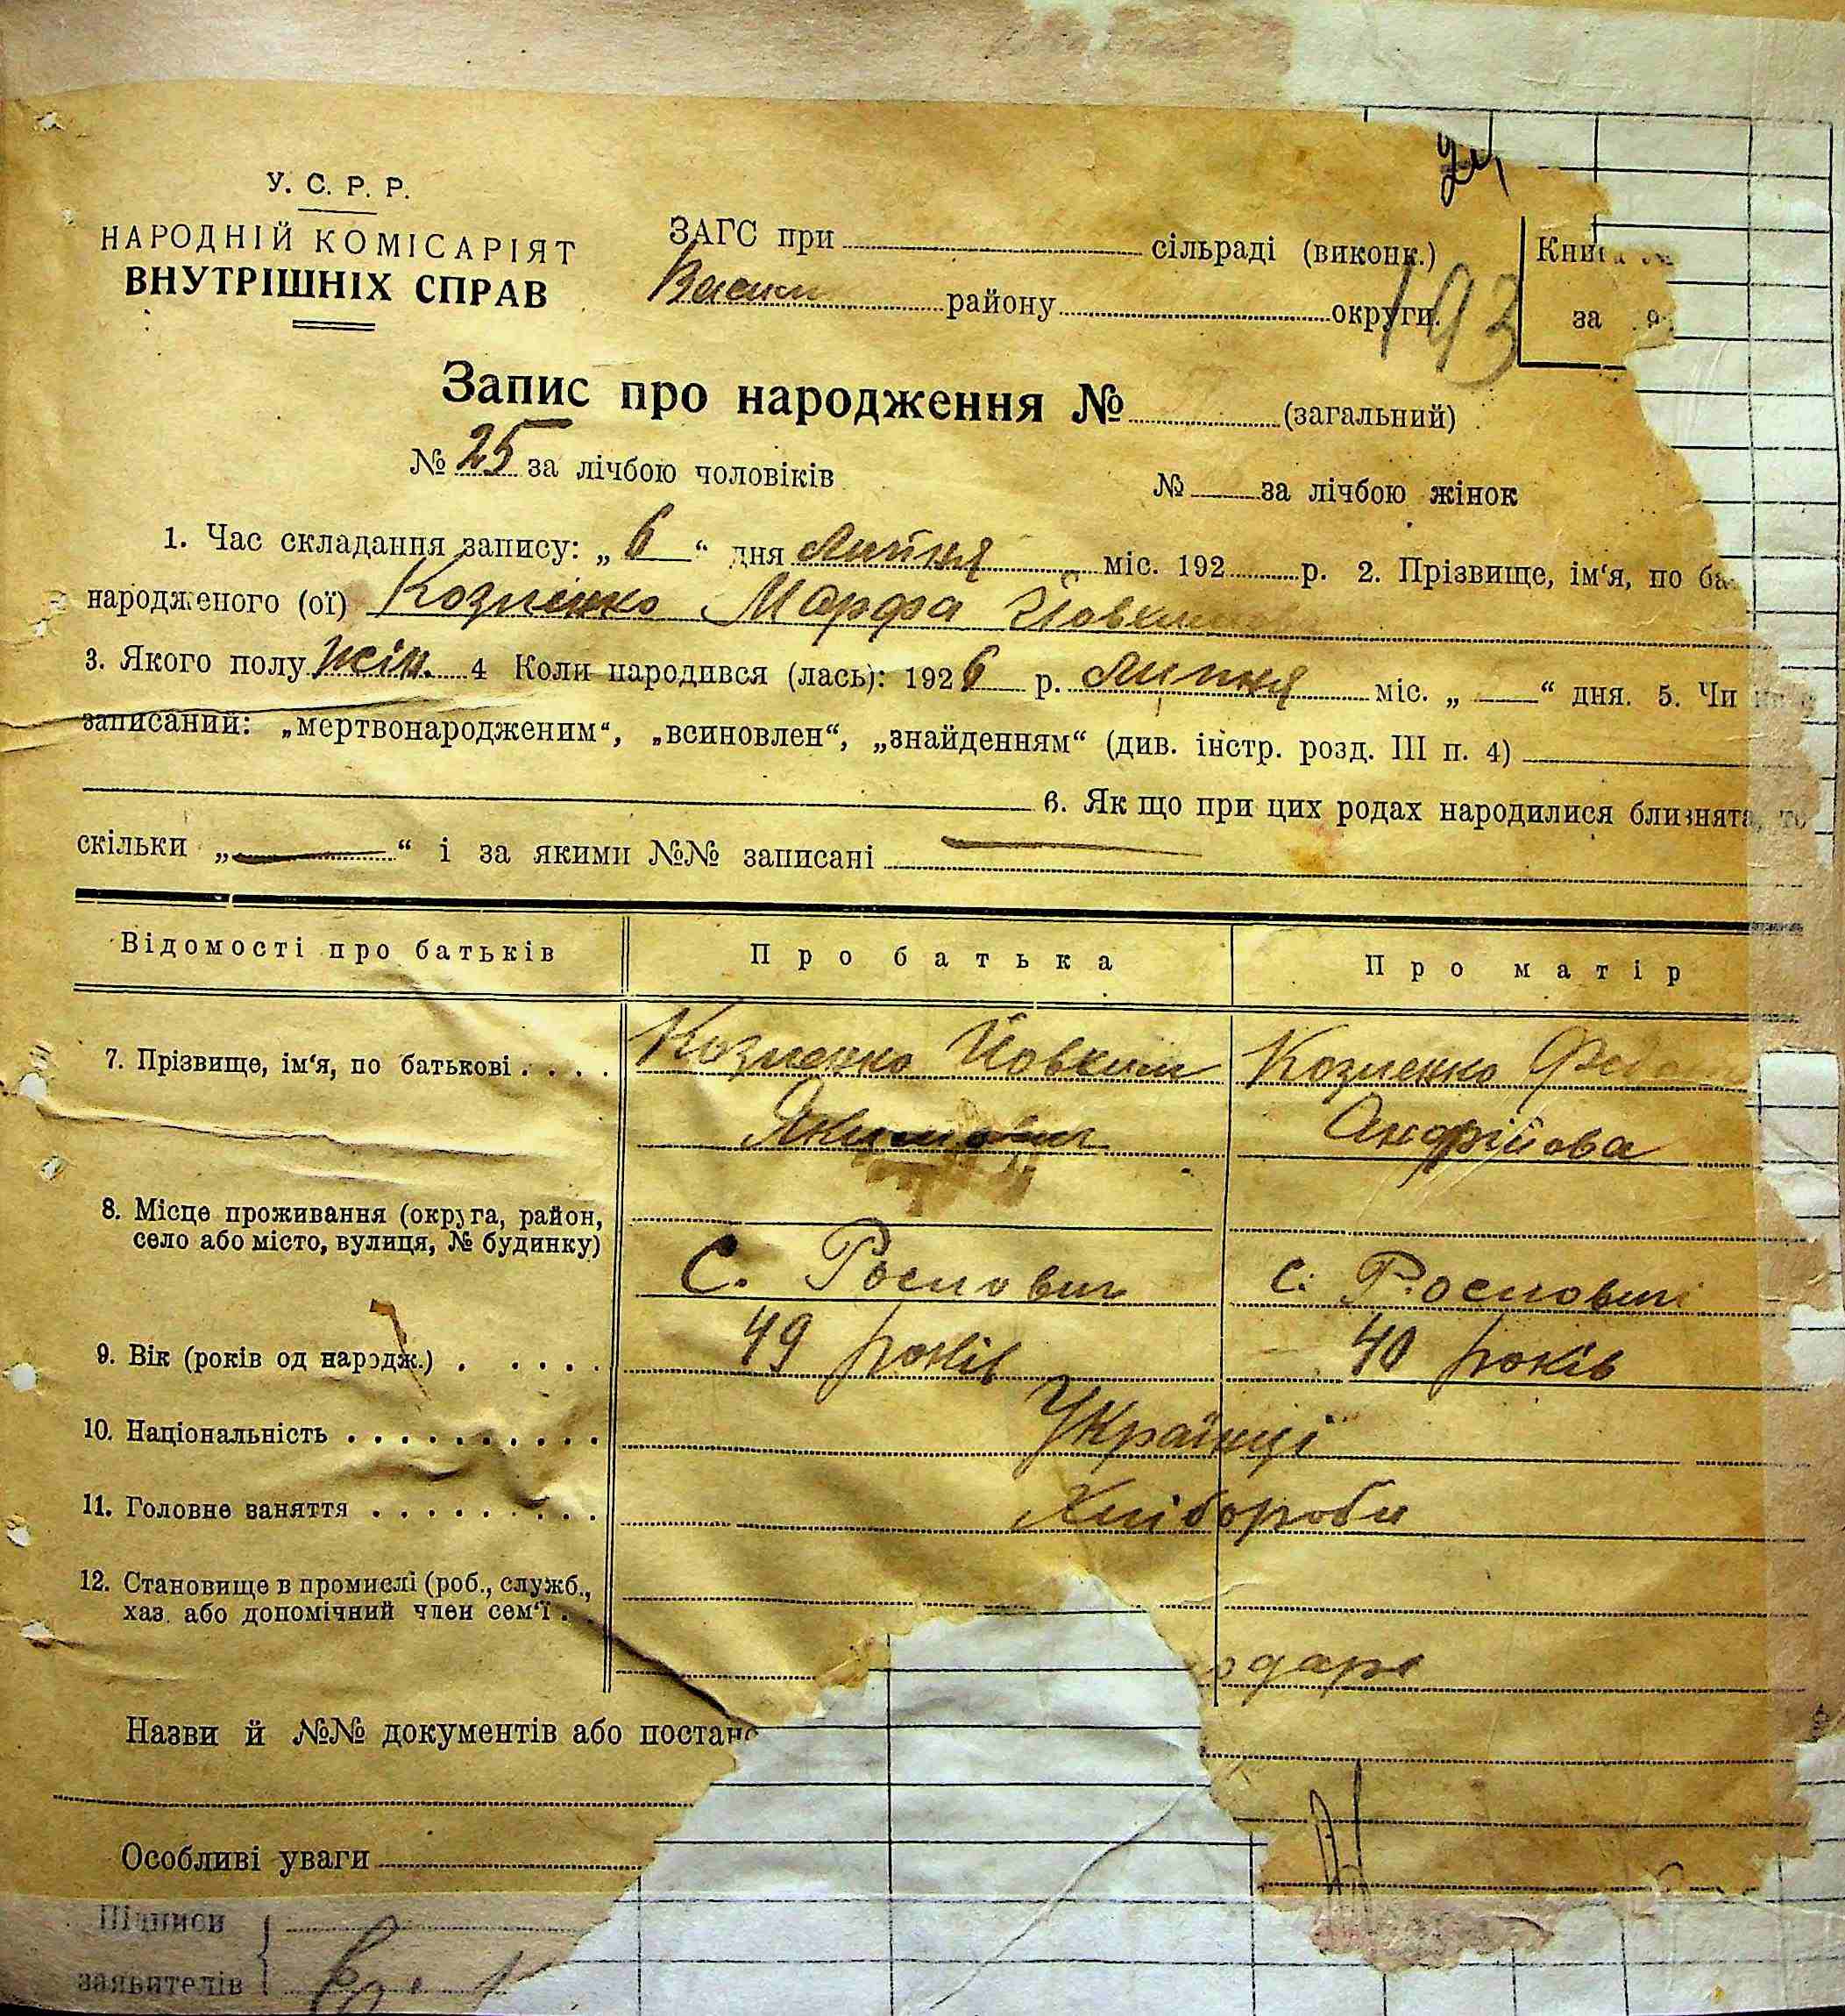 У. С. Р. Р.
НАРОДНІЙ КОМІСАРІЯТ
ВНУТРІШНІХ СПРАВ
ЗАГС при сільраді (виконк.)
району округи.
193
за
Запис про народження № (загальний)
№ 25 за лічбою чоловіків № за лічбою жінок
1. Час складання запису: „ 6 “ дня липня міс. 192 р. 2. Прізвище, ім‘я, по
народженого (ої) Козменко Марфа
3. Якого полу жін. 4 Коли народився (лась): 1926 р. липня міс. „ — “ дня. 5. Чи
записаний: „мертвонародженим“, „всиновлен“, „знайденням“ (див. інстр. розд. III п. 4)
6. Як що при цих родах народилися близнята,
скільки „ — “ і за якими №№ записані —
Відомості про батьків Про батька Про матір
7. Прізвище, ім‘я, по батькові . . . . Козменко Йовким Козменко
Андрійова
8. Місце проживання (округа, район,
село або місто, вулиця, № будинку)
С. С.
9. Вік (років од народж.) . . . . . 49 років 40 років
10. Національність . . . . . . . . . . Українці
11. Головне заняття . . . . . . . . . Хлібороби
12. Становище в промислі (роб., служб.,
хаз. або допомічний член сем‘ї .
Назви й №№ документів або
Особливі уваги
Підписи
заявителів